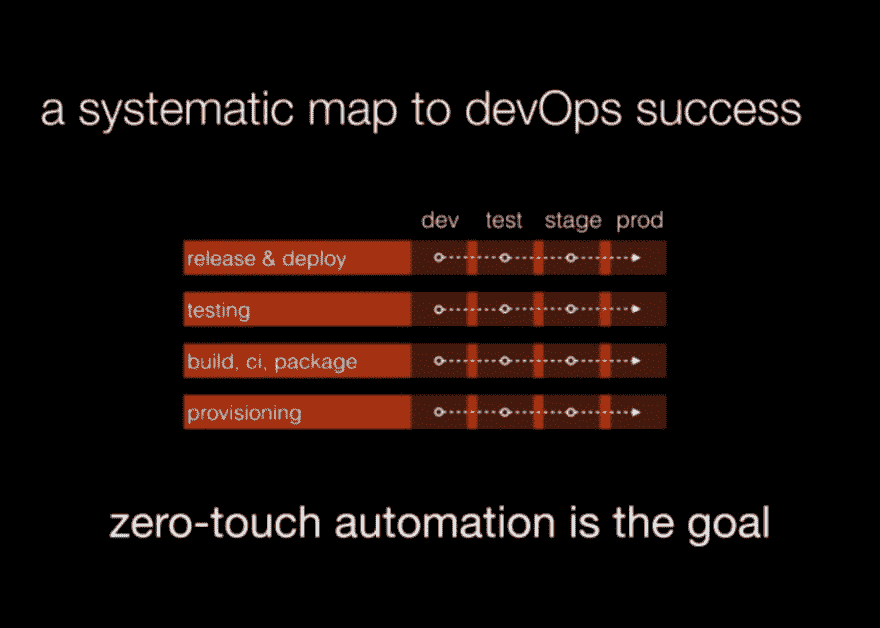 a systematic map to devOps success
dev test stage prod
release & deploy
testing
build, ci, package
provisioning
zero-touch automation is the goal